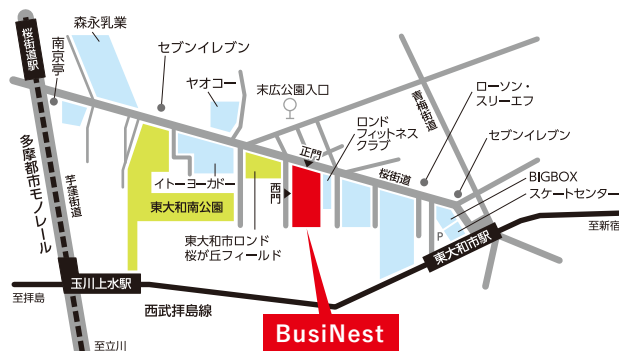 森永乳業
桜街道駅
南京亭
セブンイレブン
ヤオコー
末広公園入口
青梅街道
ローソン・
スリーエフ
ロンド
フィットネス
クラブ
セブンイレブン
正門
桜街道
BIGBOX
スケートセンター
多摩都市モノレール
芋窪街道
イトーヨーカドー
西門
東大和南公園
東大和市ロンド
桜が丘フィールド
P
東大和市駅
至新宿
玉川上水駅
至拝島
西武拝島線
BusiNest
至立川